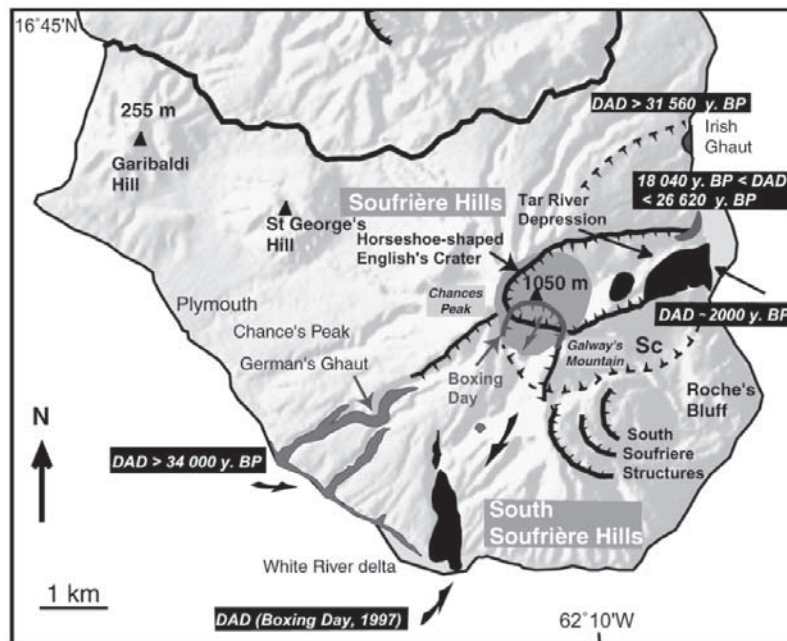 16˚45'N
DAD > 31 560 y. BP
Irish
Ghaut
255 m
Garibaldi
Hill
18 040 y. BP < DAD
< 26 620 y. BP
Soufrière Hills
Tar River
Depression
St George's
Hill
Horseshoe-shaped
English's Crater
1050 m
Chances
Peak
Plymouth
DAD ~2000 y. BP
Chance's Peak
Galway's
Mountain
Sc
German's Ghaut
Boxing
Day
Roche's
Bluff
N
South
Soufriere
Structures
DAD > 34 000 y. BP
South
Soufrière Hills
White River delta
1 km
DAD (Boxing Day, 1997)
62˚10'W